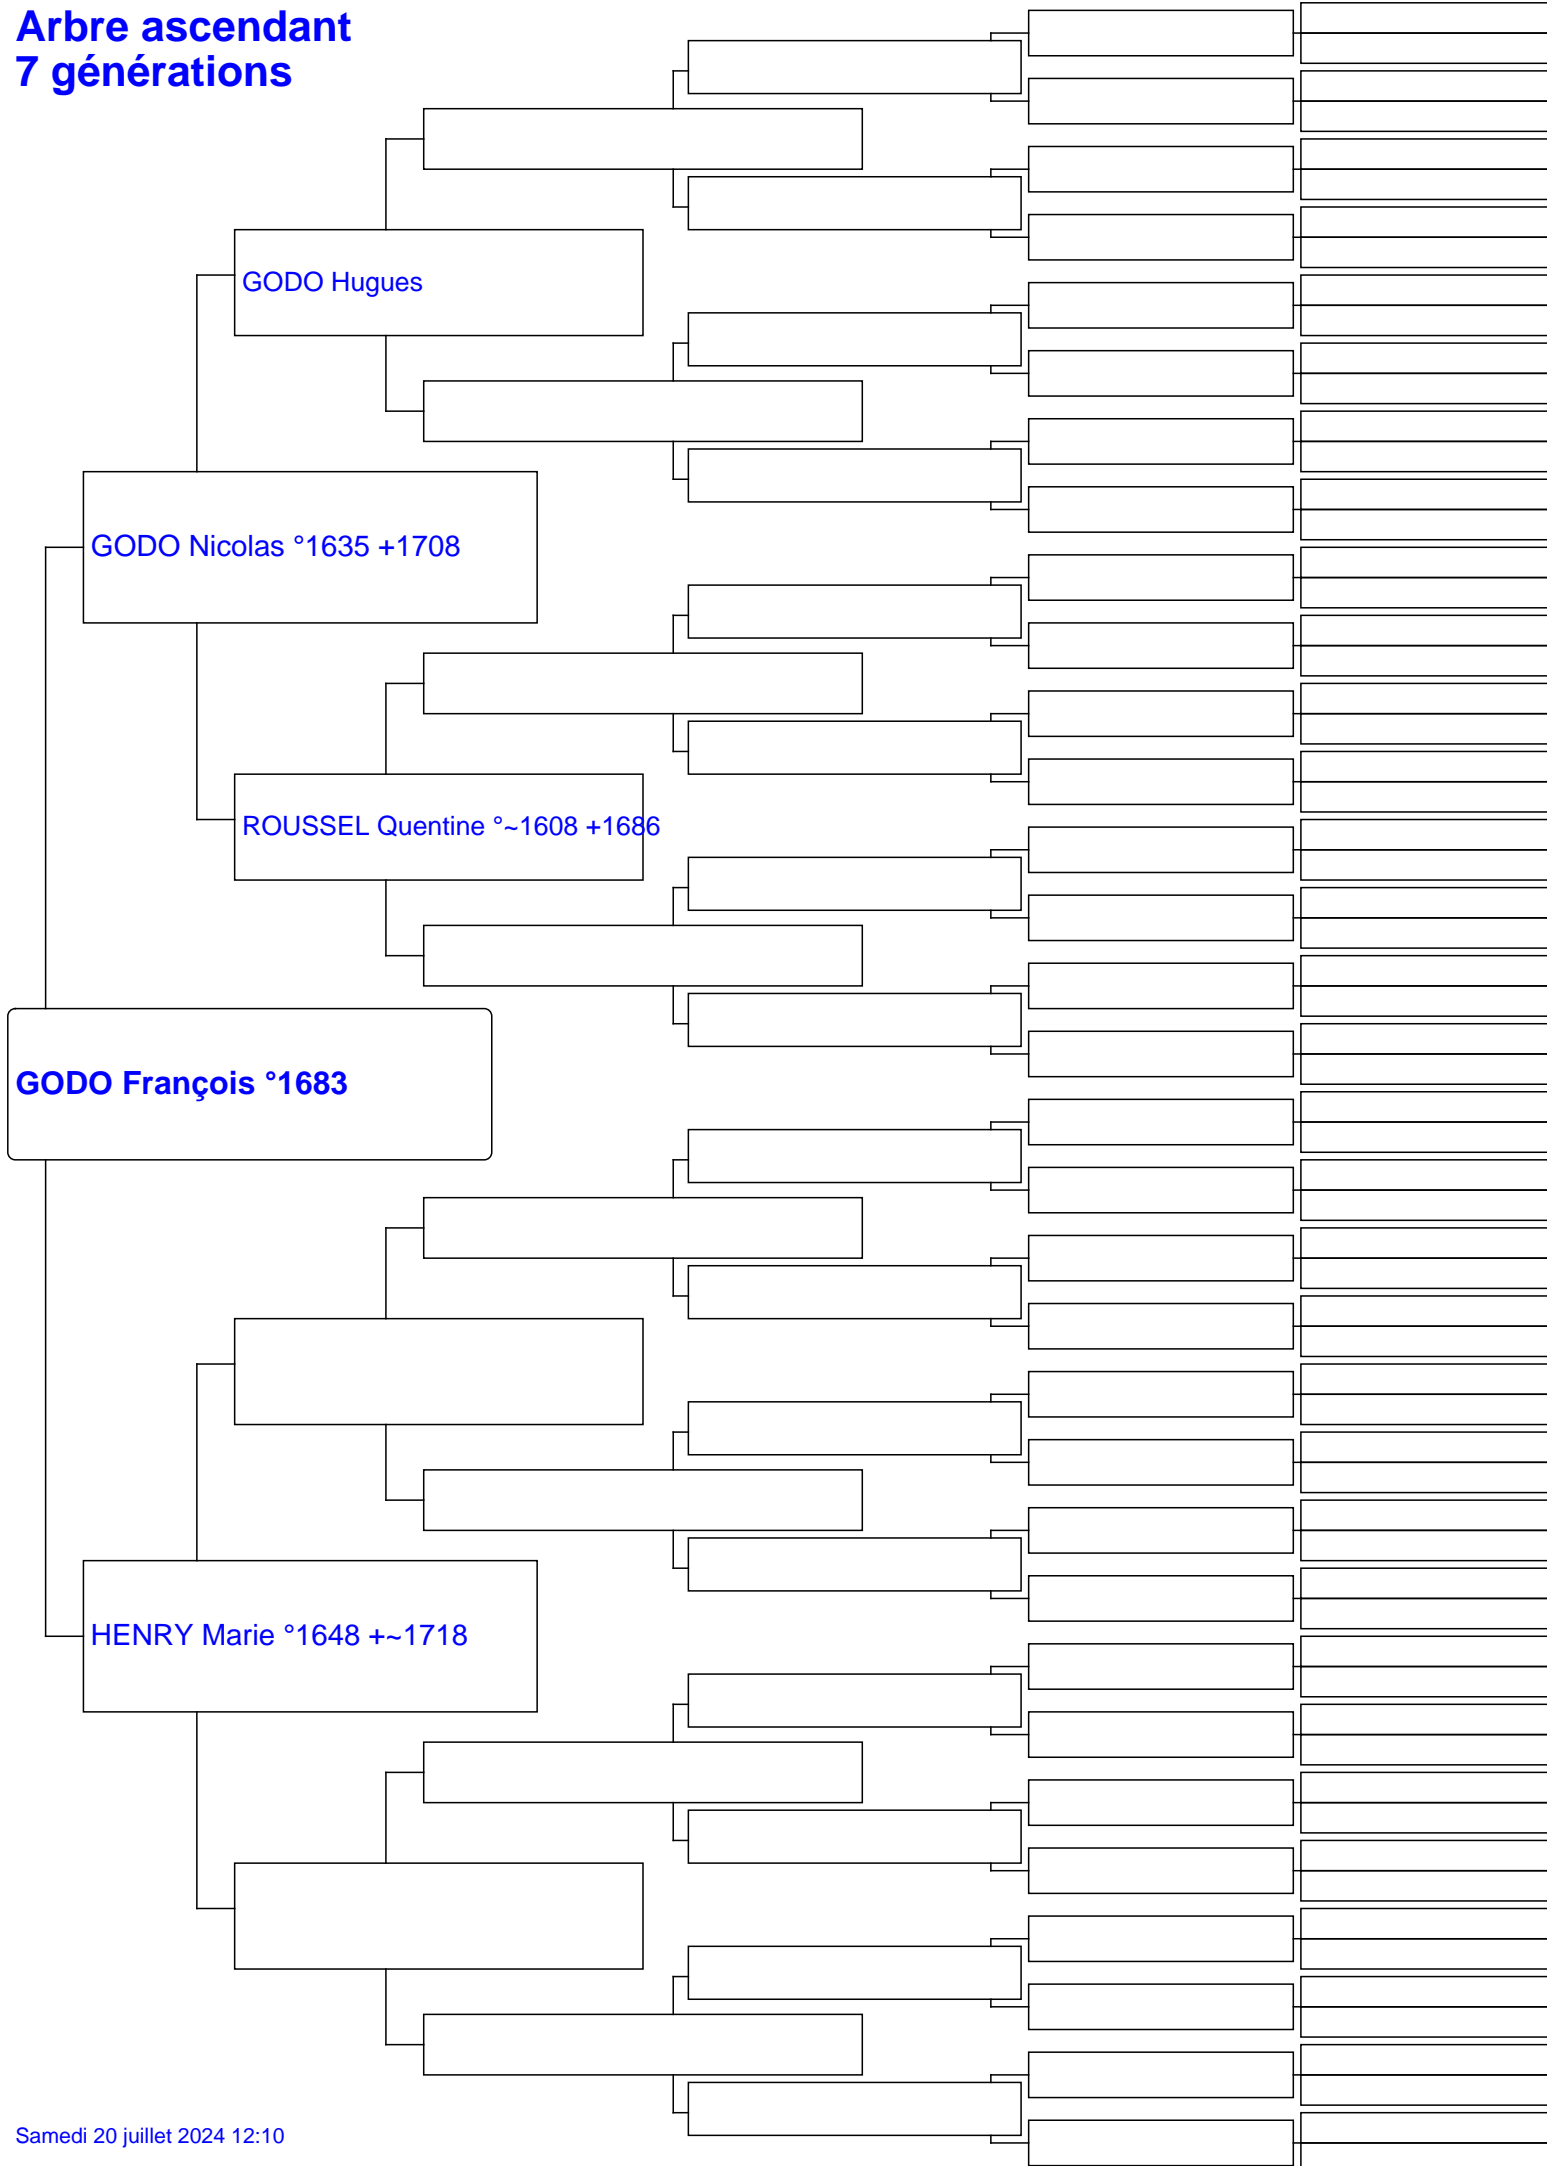 Arbre ascendant
7 générations
GODO Hugues
GODO Nicolas °1635 +1708
ROUSSEL Quentine °~1608 +1686
GODO François °1683
HENRY Marie °1648 +~1718
Samedi 20 juillet 2024 12:10